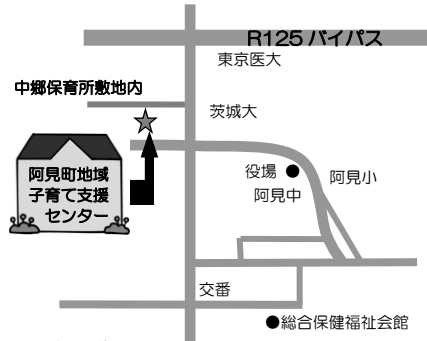 R125 バイパス
東京医大
中郷保育所敷地内
茨城大
阿見町地域
子育て支援
センター
役場●
阿見小
阿見中
交番
●総合保健福祉会館